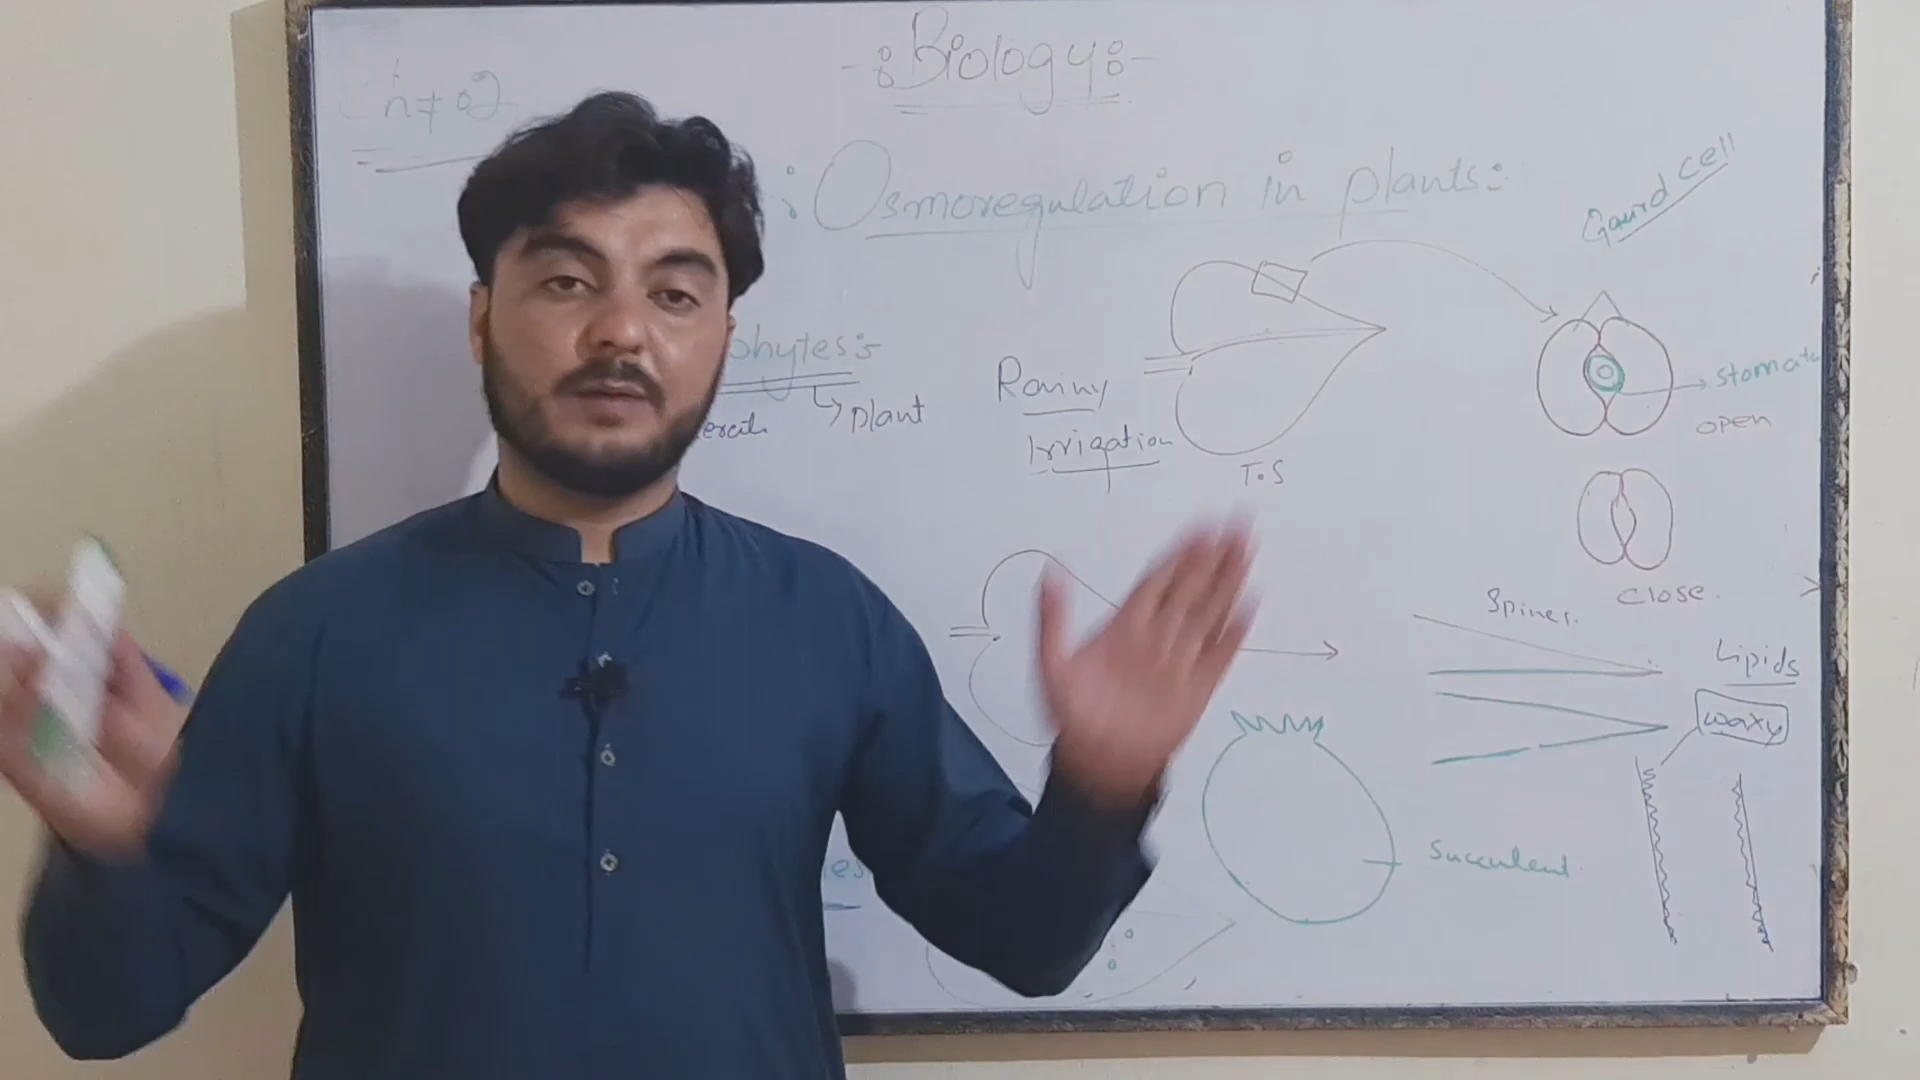 Biology
Ch # 02
: Osmoregulation in plants:
Gaurd cell
phytes:
plant
Rainy
Irrigation
T.S
stomata
open
close.
Spines.
Lipids
waxy
Succulent.
es